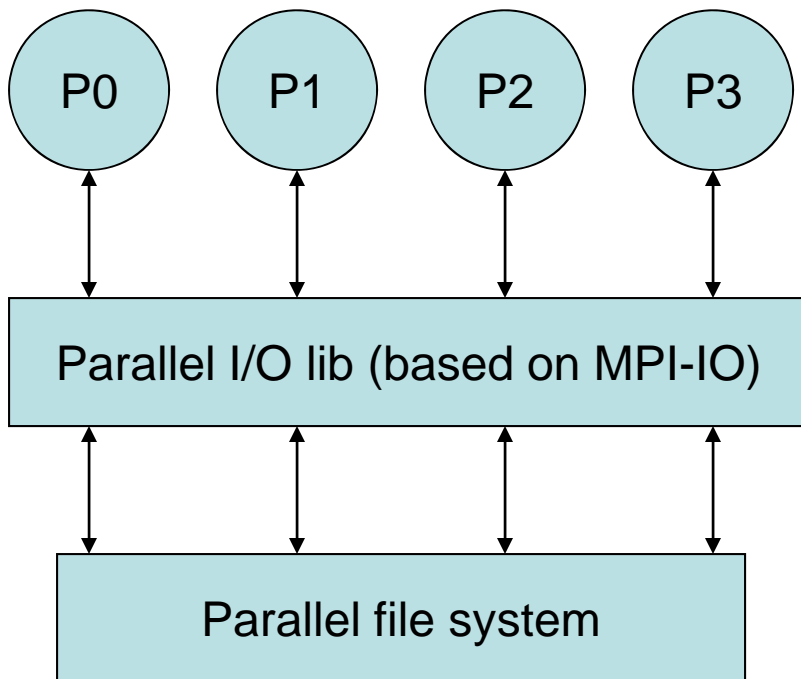 P0 P1 P2 P3
Parallel I/O lib (based on MPI-IO)
Parallel file system